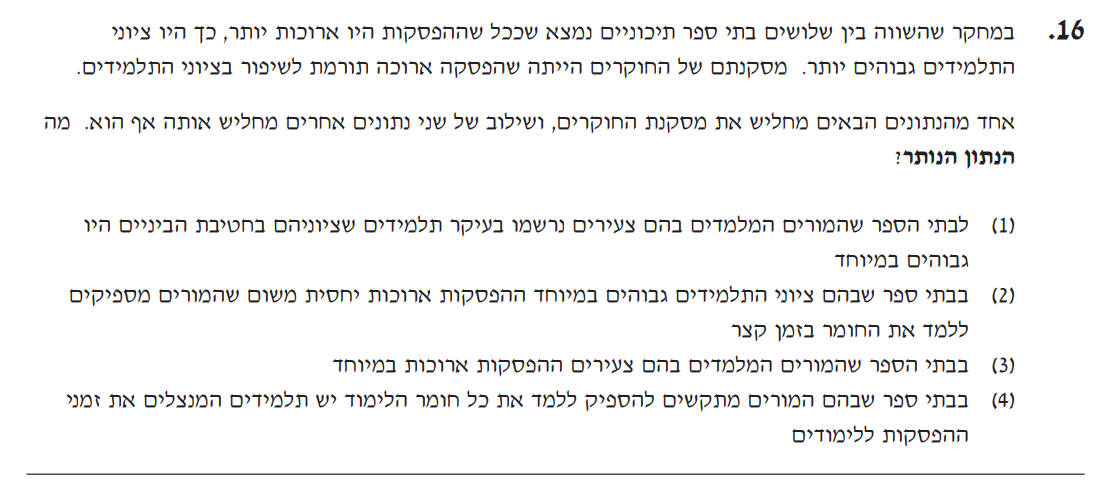 16. במחקר שהשווה בין שלושים בתי ספר תיכוניים נמצא שככל שההפסקות היו ארוכות יותר, כך היו ציוני
התלמידים גבוהים יותר. מסקנתם של החוקרים הייתה שהפסקה ארוכה תורמת לשיפור בציוני התלמידים.
אחד מהנתונים הבאים מחליש את מסקנת החוקרים, ושילוב של שני נתונים אחרים מחליש אותה אף הוא. מה
הנתון הנותר?
(1) לבתי הספר שהמורים המלמדים בהם צעירים נרשמו בעיקר תלמידים שציוניהם בחטיבת הביניים היו
גבוהים במיוחד
(2) בבתי ספר שבהם ציוני התלמידים גבוהים במיוחד ההפסקות ארוכות יחסית משום שהמורים מספיקים
ללמד את החומר בזמן קצר
(3) בבתי הספר שהמורים המלמדים בהם צעירים ההפסקות ארוכות במיוחד
(4) בבתי ספר שבהם המורים מתקשים להספיק ללמד את כל חומר הלימוד יש תלמידים המנצלים את זמני
ההפסקות ללימודים